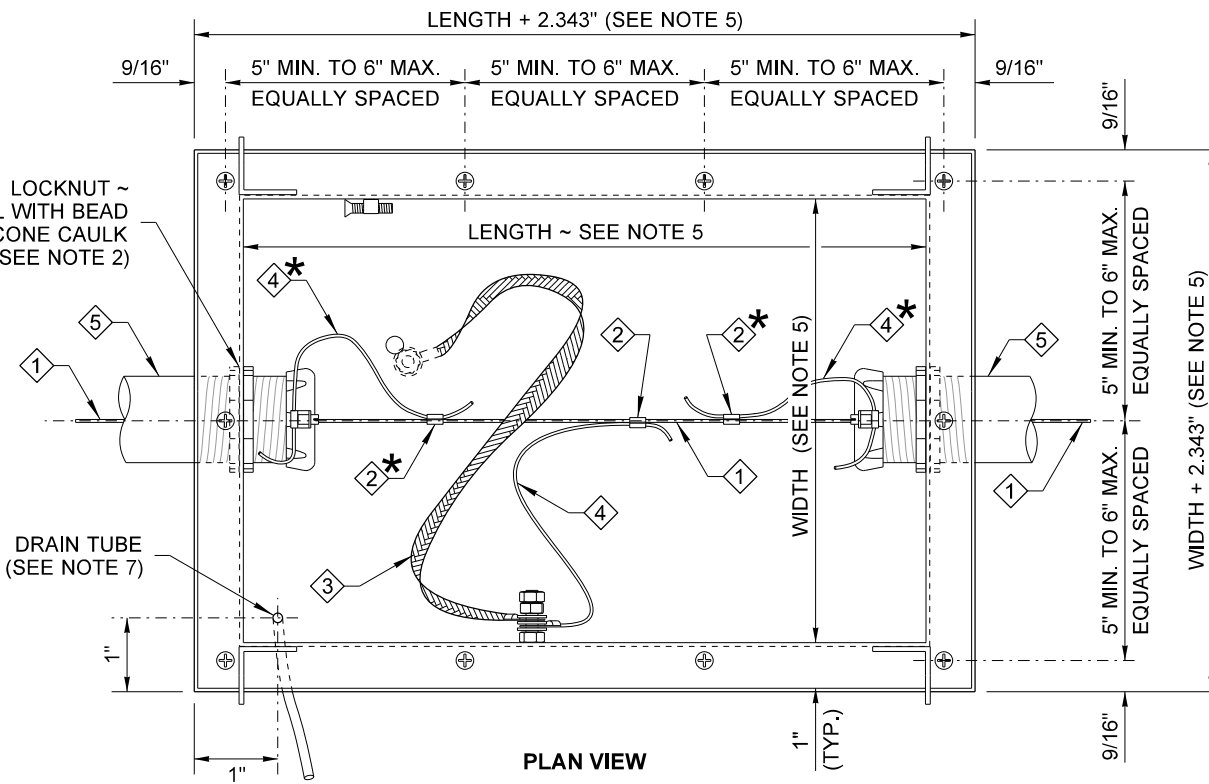 LENGTH + 2.343" (SEE NOTE 5)
9/16"
5" MIN. TO 6" MAX.
EQUALLY SPACED
5" MIN. TO 6" MAX.
EQUALLY SPACED
5" MIN. TO 6" MAX.
EQUALLY SPACED
9/16"
9/16"
LOCKNUT ~
L WITH BEAD
CONE CAULK
SEE NOTE 2)
LENGTH ~ SEE NOTE 5
4*
2
2*
4*
5
5
1
1
2*
1
4
3
WIDTH (SEE NOTE 5)
5" MIN. TO 6" MAX.
EQUALLY SPACED
5" MIN. TO 6" MAX.
EQUALLY SPACED
WIDTH + 2.343" (SEE NOTE 5)
DRAIN TUBE
(SEE NOTE 7)
1"
1"
1"
(TYP.)
9/16"
PLAN VIEW